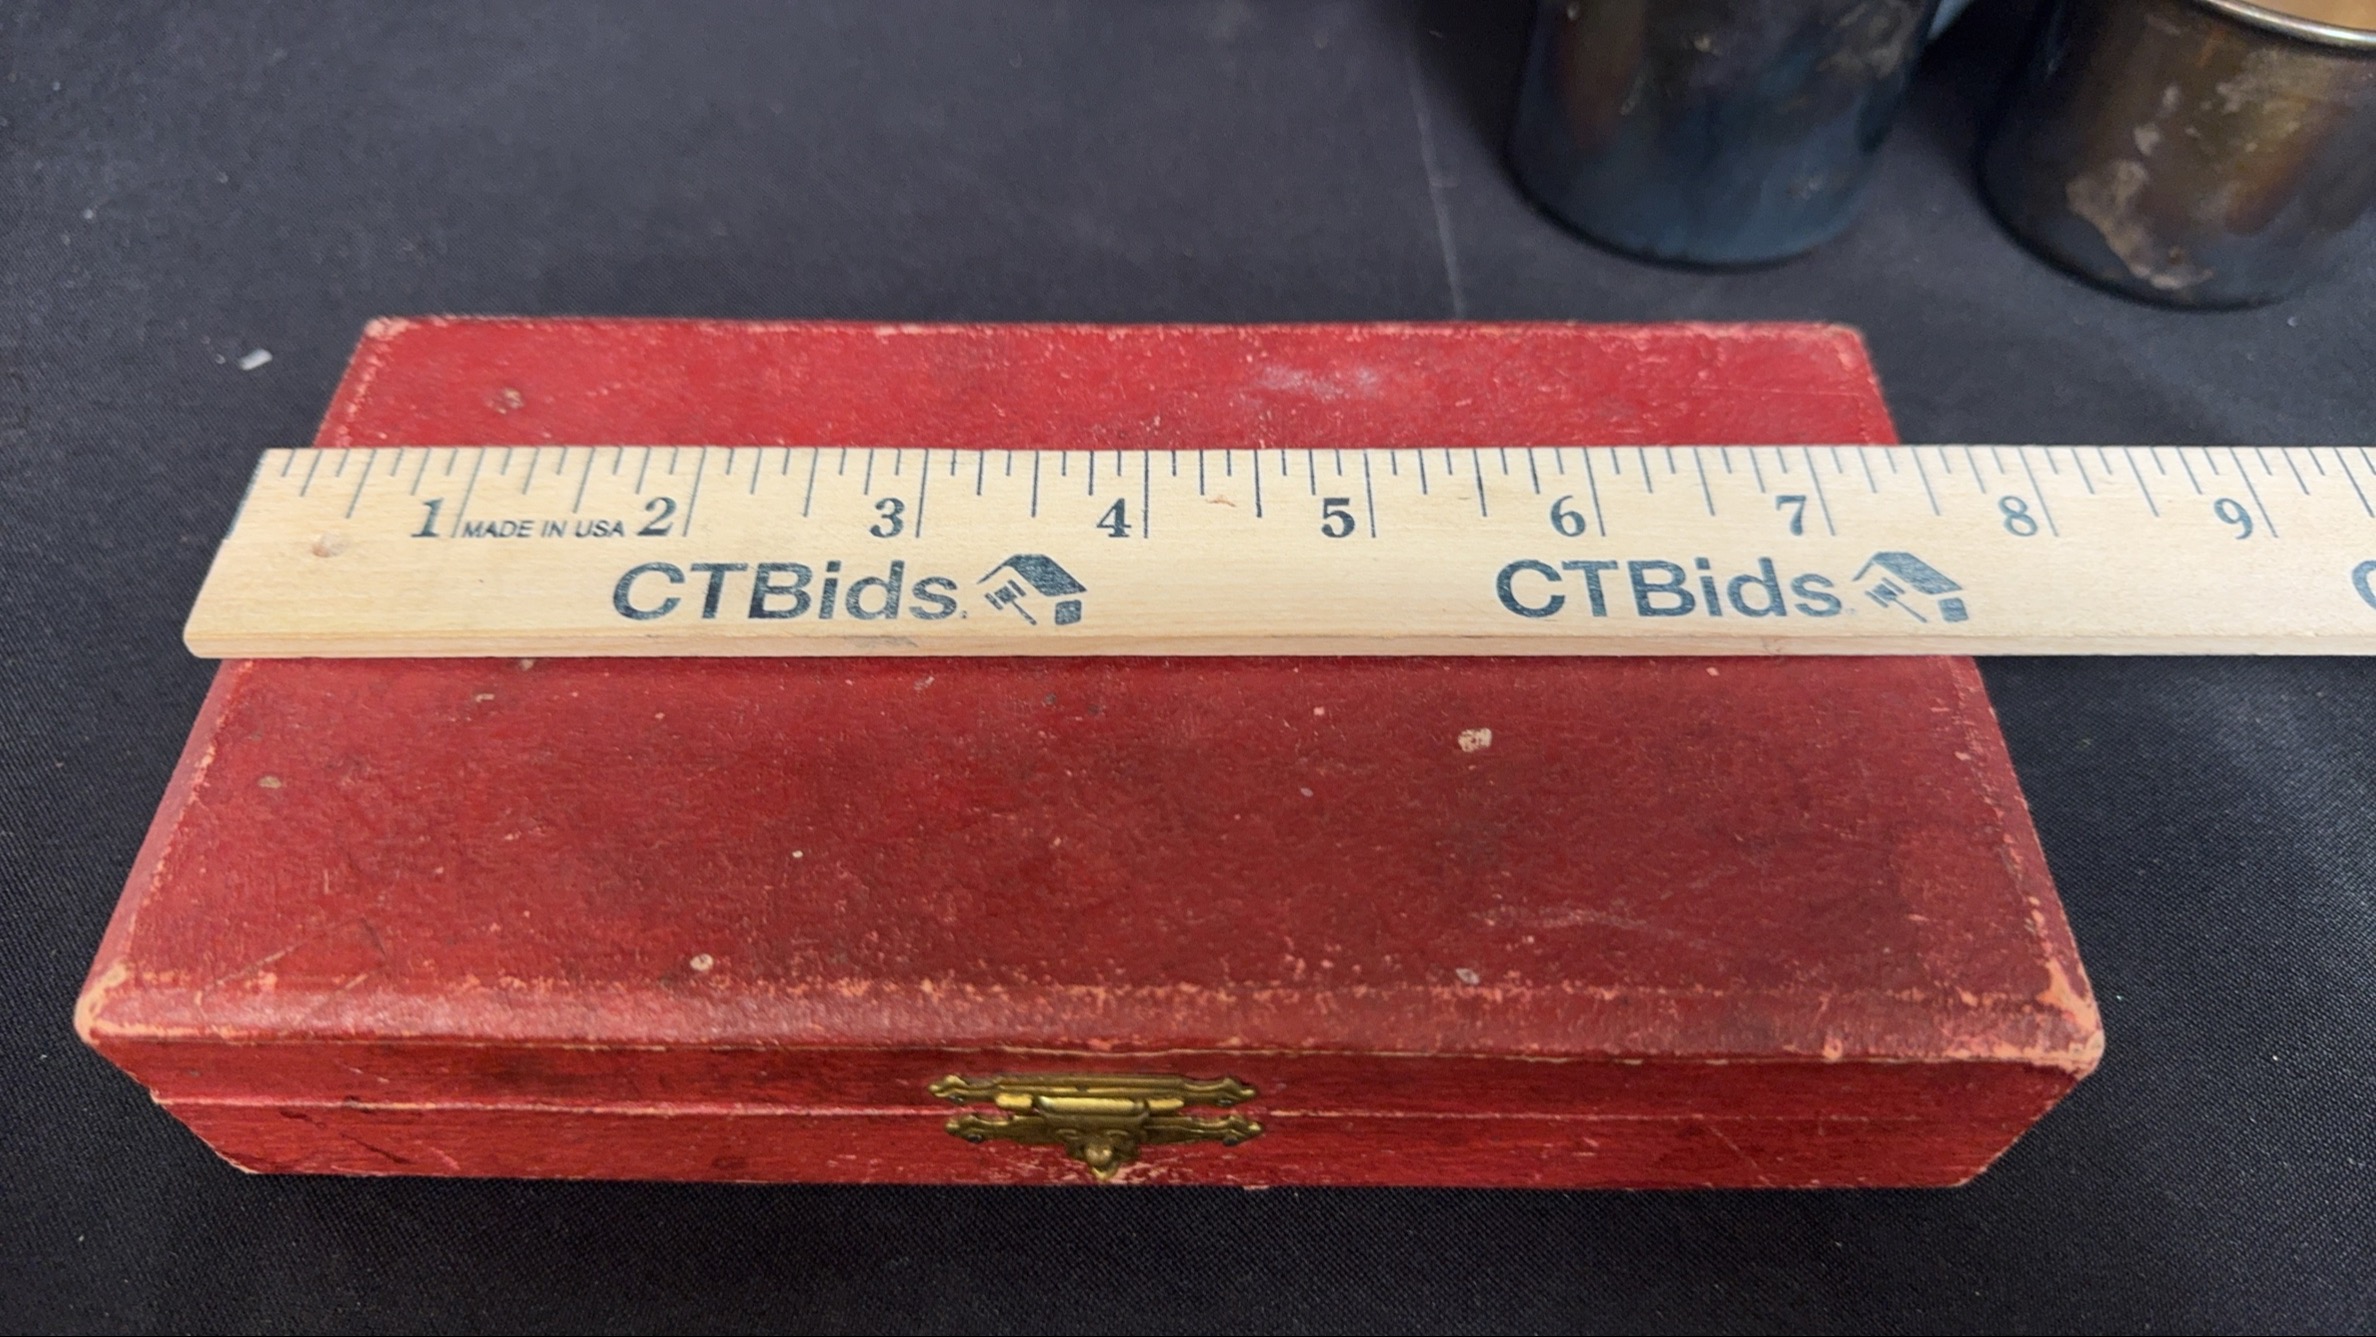 1 2 3 4 5 6 7 8 9
MADE IN USA
CTBids. CTBids.